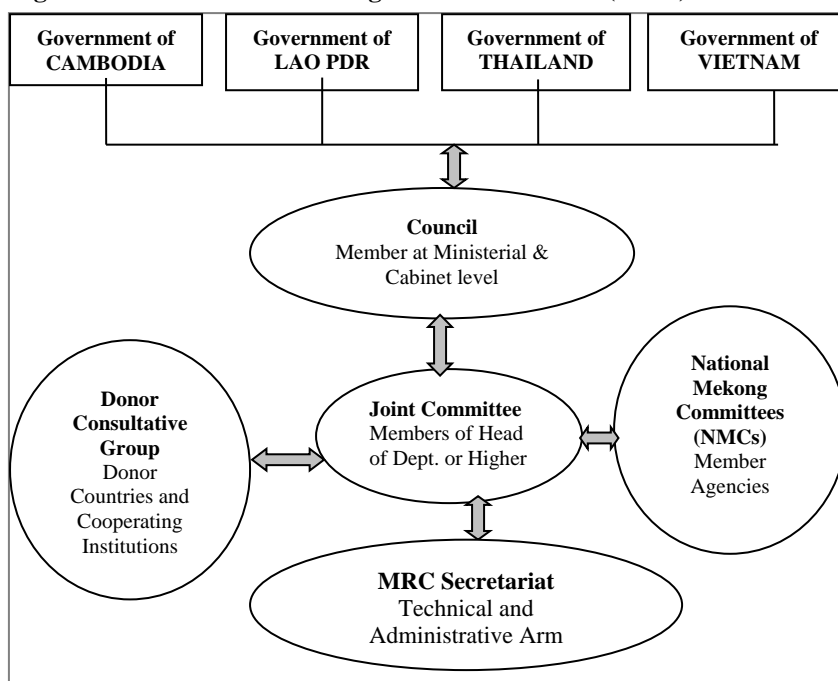 Government of
CAMBODIA
Government of
LAO PDR
Government of
THAILAND
Government of
VIETNAM
Council
Member at Ministerial &
Cabinet level
Donor
Consultative
Group
Donor
Countries and
Cooperating
Institutions
Joint Committee
Members of Head
of Dept. or Higher
National
Mekong
Committees
(NMCs)
Member
Agencies
MRC Secretariat
Technical and
Administrative Arm